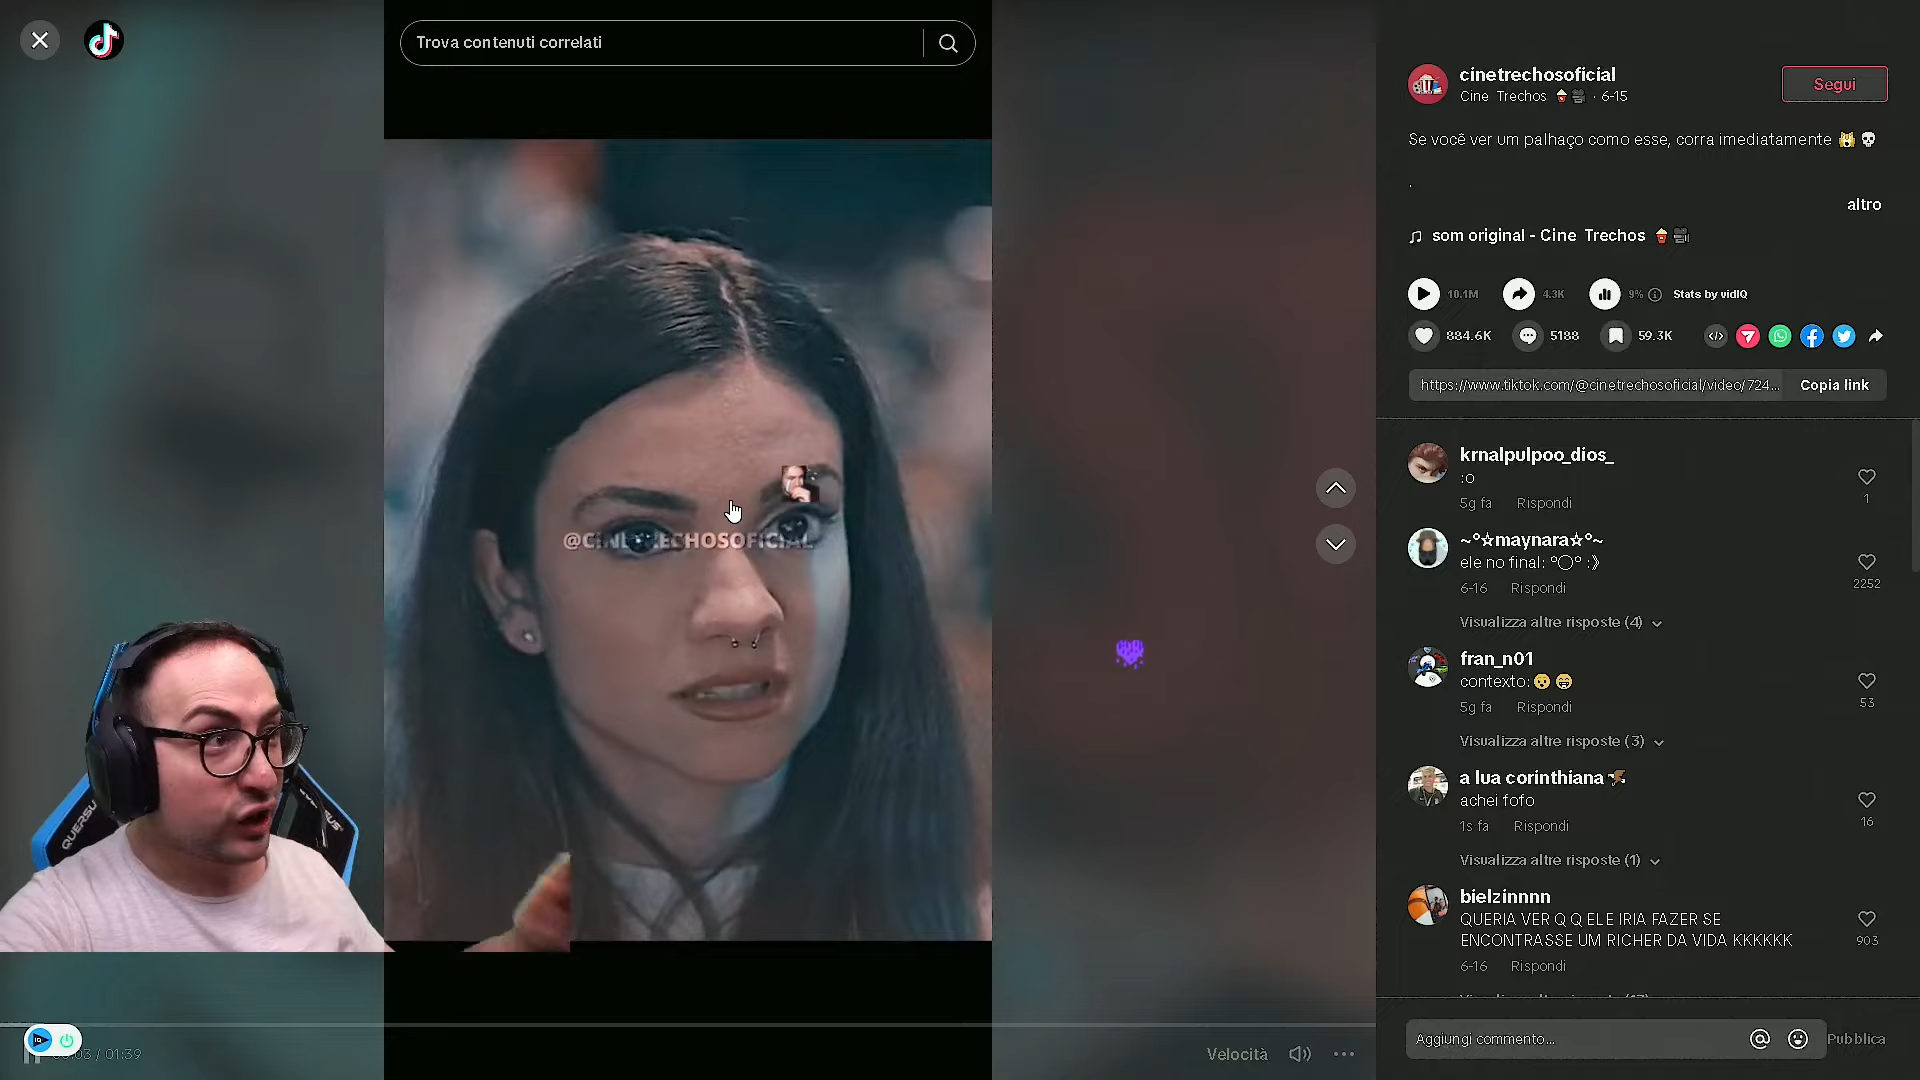 Trova contenuti correlati
@CINETRECHOSOFICIAL
QUERSU
cinetrechosoficial
Cine Trechos 🍿🎥 · 6-15
Segui
Se você ver um palhaço como esse, corra imediatamente 🙀💀
.
altro
som original - Cine Trechos 🍿🎥
10.1M
4.3K
9%
Stats by vidIQ
884.6K
5188
59.3K
https://www.tiktok.com/@cinetrechosoficial/video/724...
Copia link
krnalpulpoo_dios_
:o
5g fa Rispondi
1
~°☆maynara☆°~
ele no final: °◯° :》
6-16 Rispondi
2252
Visualizza altre risposte (4)
fran_n01
contexto: 😮 😁
5g fa Rispondi
53
Visualizza altre risposte (3)
a lua corinthiana
achei fofo
1s fa Rispondi
16
Visualizza altre risposte (1)
bielzinnnn
QUERIA VER Q Q ELE IRIA FAZER SE
ENCONTRASSE UM RICHER DA VIDA KKKKKK
903
6-16 Rispondi
Aggiungi commento...
Pubblica
/ 01:39
Velocità